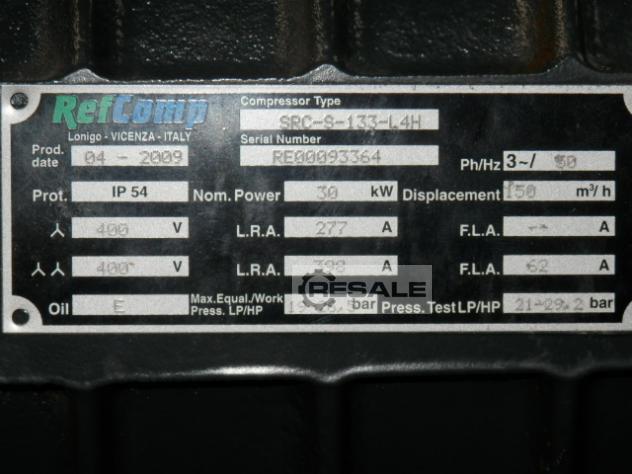 RefComp
Lonigo - VICENZA - ITALY
Compressor Type
SRC-S-133-L4H
Serial Number
Prod. date 04 - 2009 RE00093364 Ph/Hz 3~/ 50
Prot. IP 54 Nom. Power 30 kW Displacement 150 m³/h
400 V L.R.A. 277 A F.L.A. -- A
400 V L.R.A. A F.L.A. 62 A
RESALE
Oil E Max.Equal./Work Press. LP/HP bar Press. Test LP/HP 21-29.2 bar